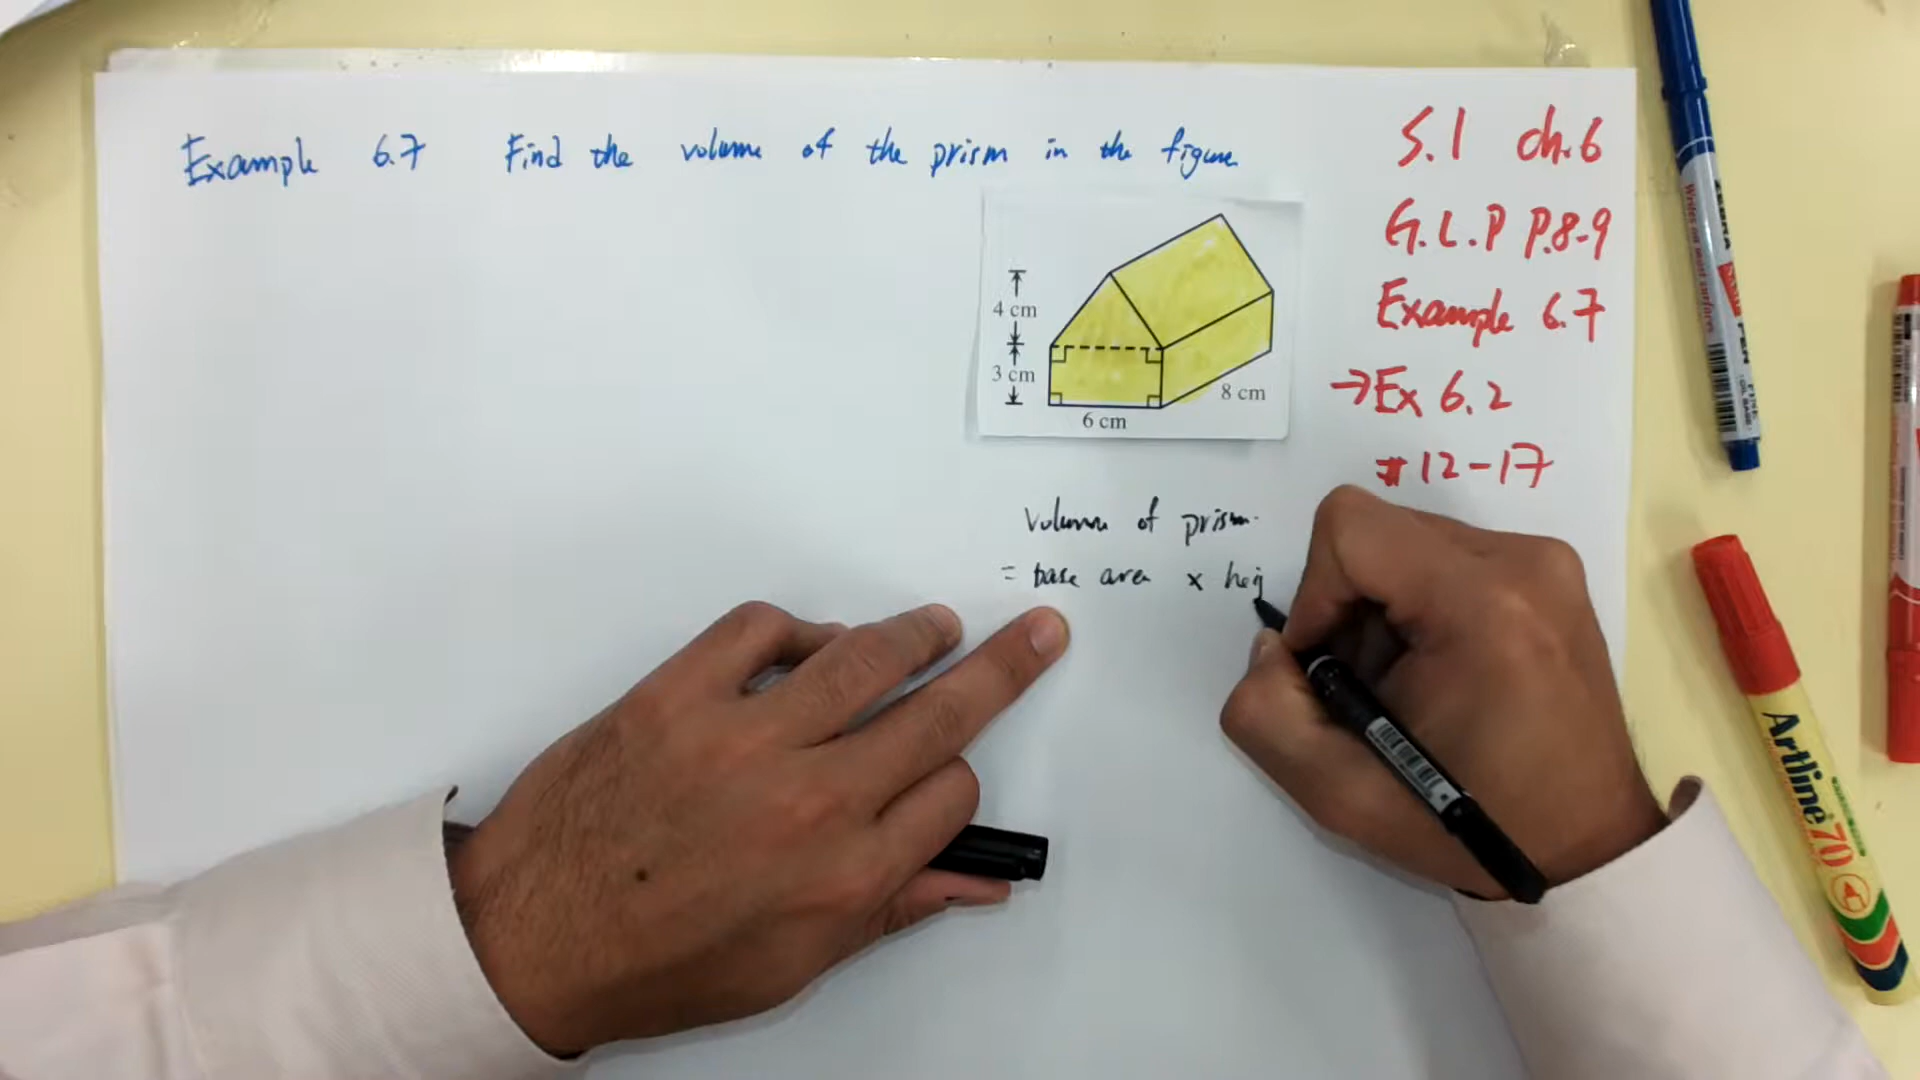 Example 6.7 Find the volume of the prism in the figure
4 cm
3 cm
6 cm
8 cm
Volume of prism
= base area × heig
S.1 ch.6
G.L.P P.8-9
Example 6.7
→Ex 6.2
#12-17
ZEBRA
Artline 70